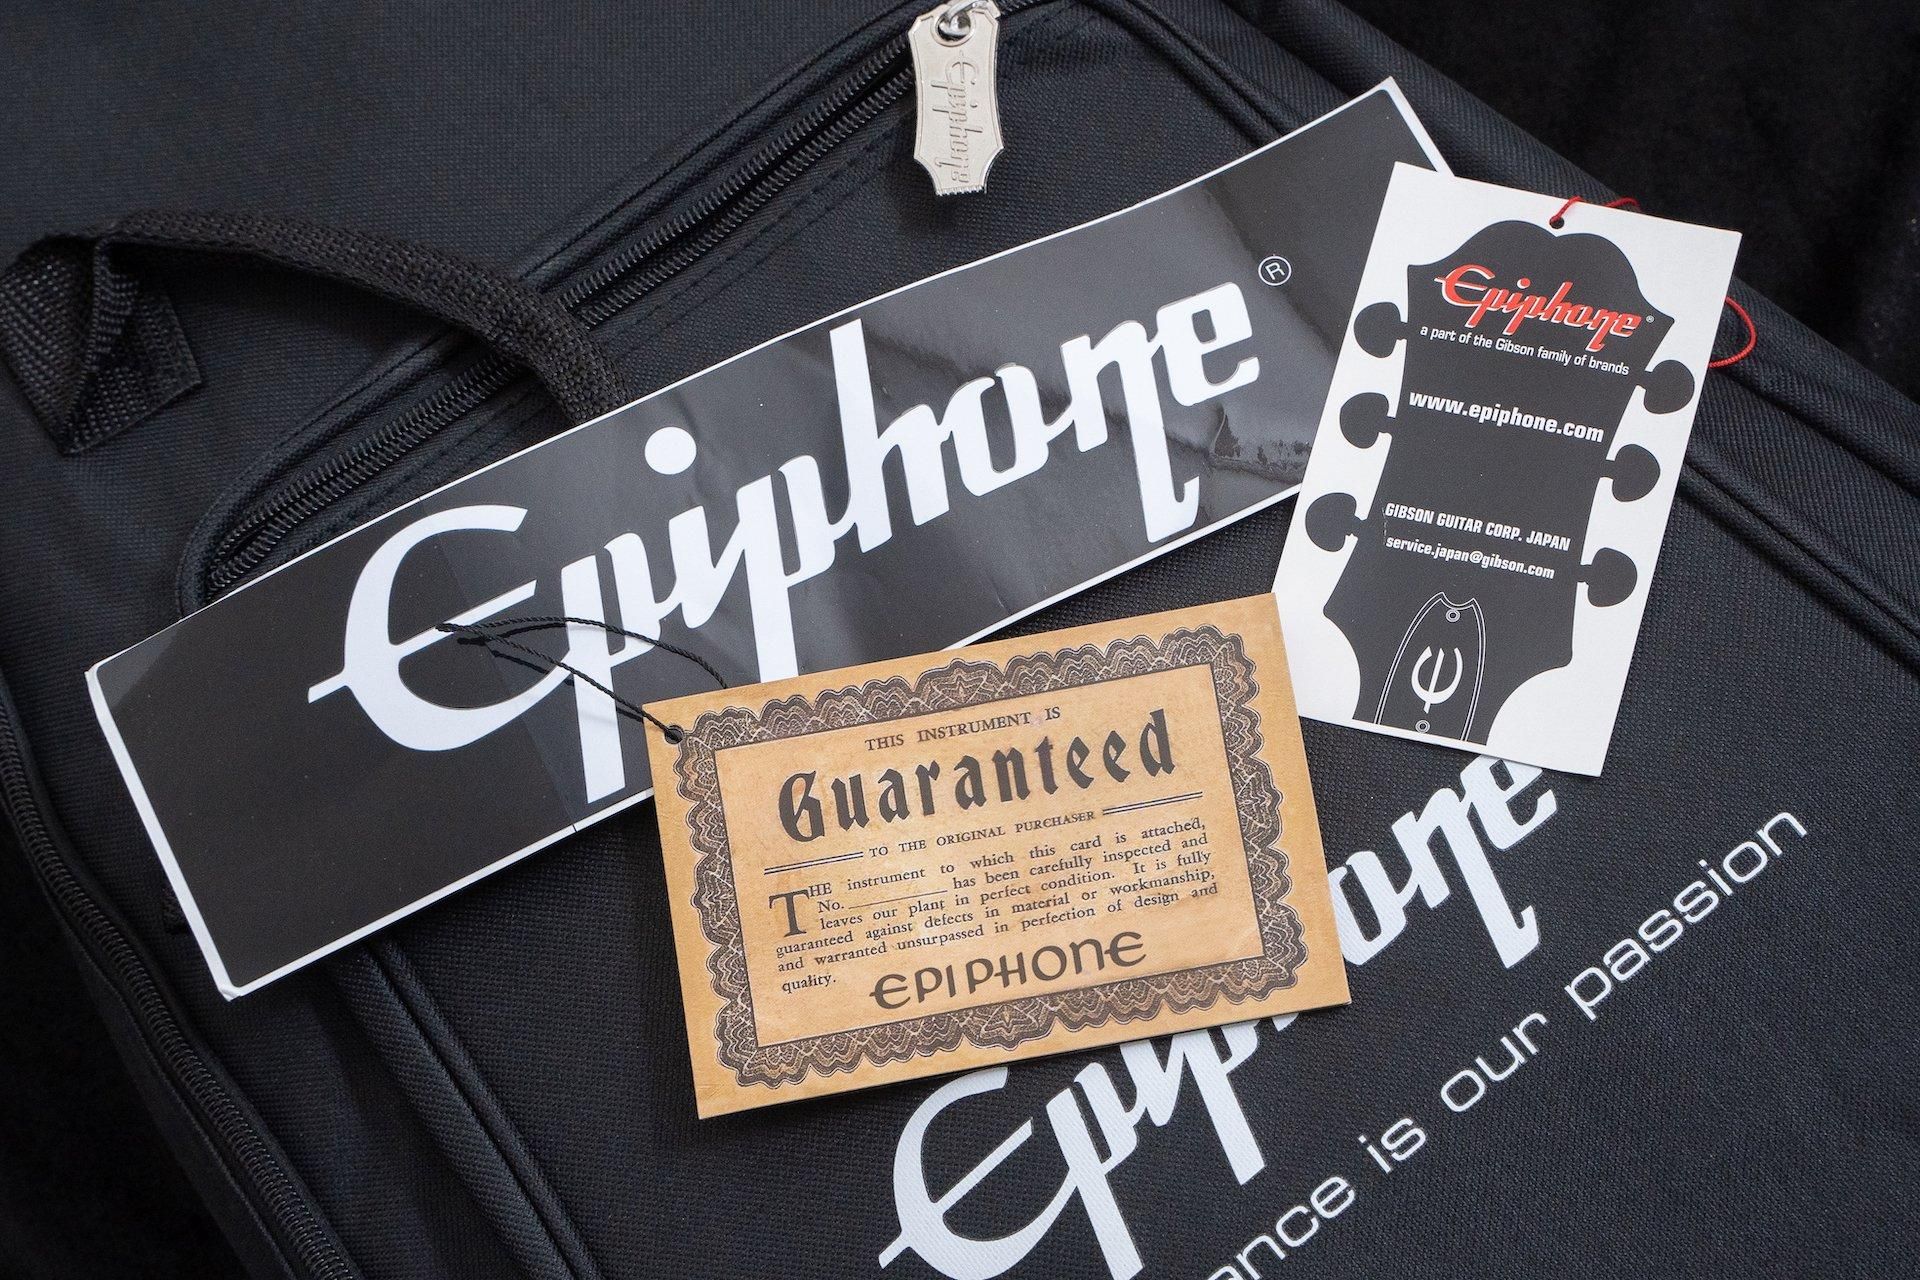 Epiphone
Epiphone ®
Epiphone ®
a part of the Gibson family of brands
www.epiphone.com
GIBSON GUITAR CORP. JAPAN
service.japan@gibson.com
THIS INSTRUMENT IS
Guaranteed
TO THE ORIGINAL PURCHASER
THE instrument to which this card is attached,
No. ________ has been carefully inspected and
leaves our plant in perfect condition. It is fully
guaranteed against defects in material or workmanship,
and warranted unsurpassed in perfection of design and
quality.
EPIPHONE
Epiphone
ance is our passion